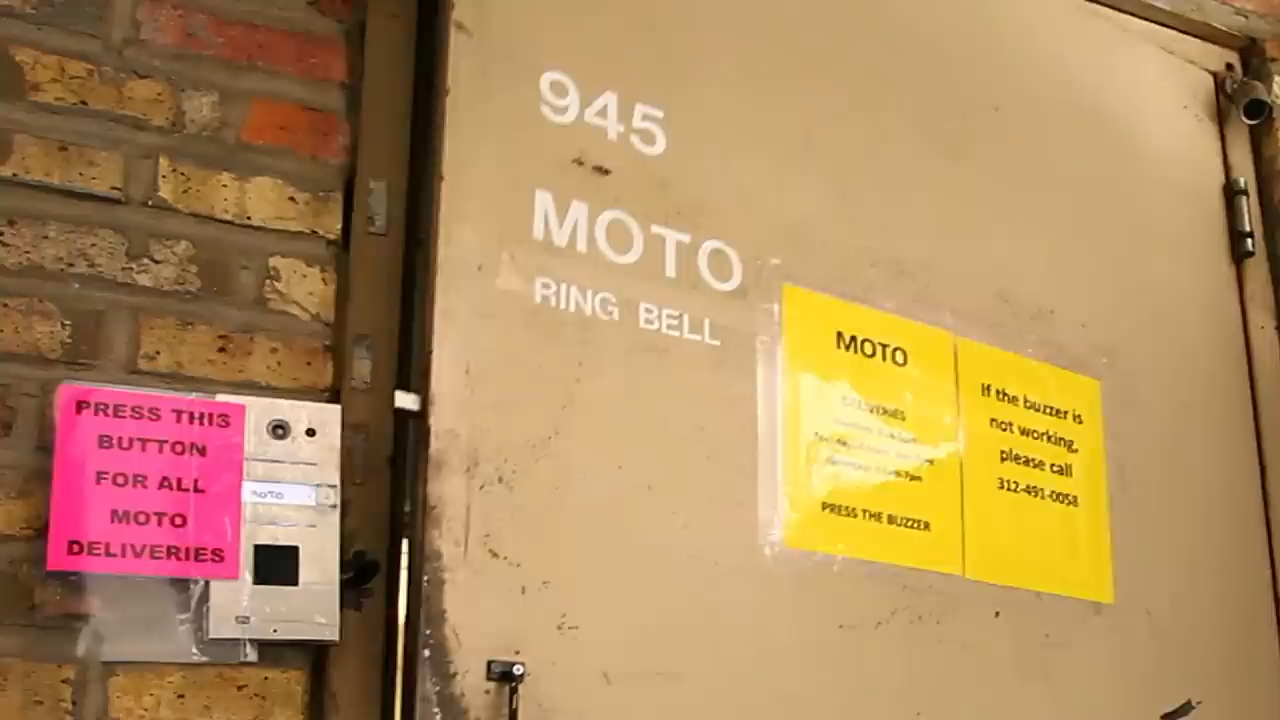 945
MOTO
RING BELL
PRESS THIS
BUTTON
FOR ALL
MOTO
DELIVERIES
MOTO
MOTO
DELIVERIES
PRESS THE BUZZER
If the buzzer is
not working,
please call
312-491-0058